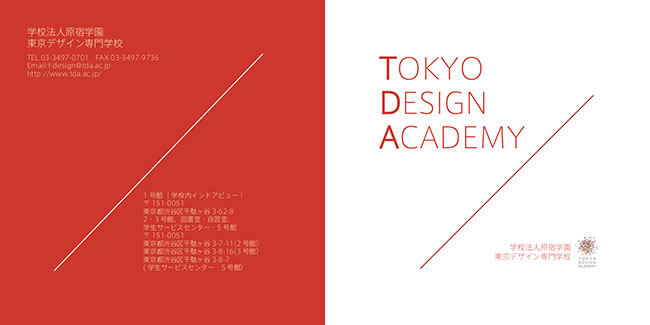 学校法人原宿学園
東京デザイン専門学校
TEL 03-3497-0701 FAX 03-3497-9736
Email:t-design@tda.ac.jp
http://www.tda.ac.jp/
1号館 | 学校内インドアビュー |
〒151-0051
東京都渋谷区千駄ヶ谷 3-62-8
2・3号館、図書室・自習室、
学生サービスセンター・5号館
〒151-0051
東京都渋谷区千駄ヶ谷 3-7-11(2号館)
東京都渋谷区千駄ヶ谷 3-8-16(3号館)
東京都渋谷区千駄ヶ谷 3-8-7
(学生サービスセンター・5号館)
TOKYO
DESIGN
ACADEMY
学校法人原宿学園
東京デザイン専門学校
TOKYO
DESIGN
ACADEMY